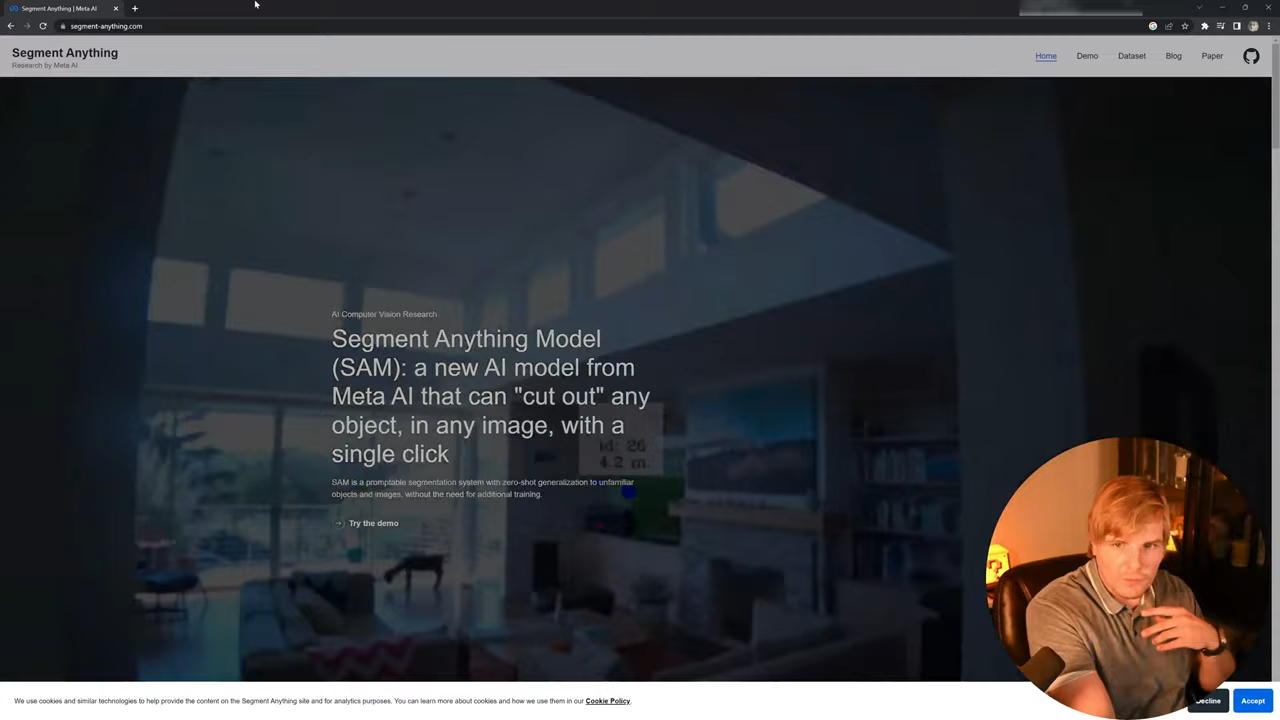 Segment Anything | Meta AI
segment-anything.com
Segment Anything
Research by Meta AI
Home
Demo
Dataset
Blog
Paper
AI Computer Vision Research
Segment Anything Model
(SAM): a new AI model from
Meta AI that can "cut out" any
object, in any image, with a
single click
id: 26
4.2 m.
SAM is a promptable segmentation system with zero-shot generalization to unfamiliar
objects and images, without the need for additional training.
Try the demo
We use cookies and similar technologies to help provide the content on the Segment Anything site and for analytics purposes. You can learn more about cookies and how we use them in our Cookie Policy.
Decline
Accept